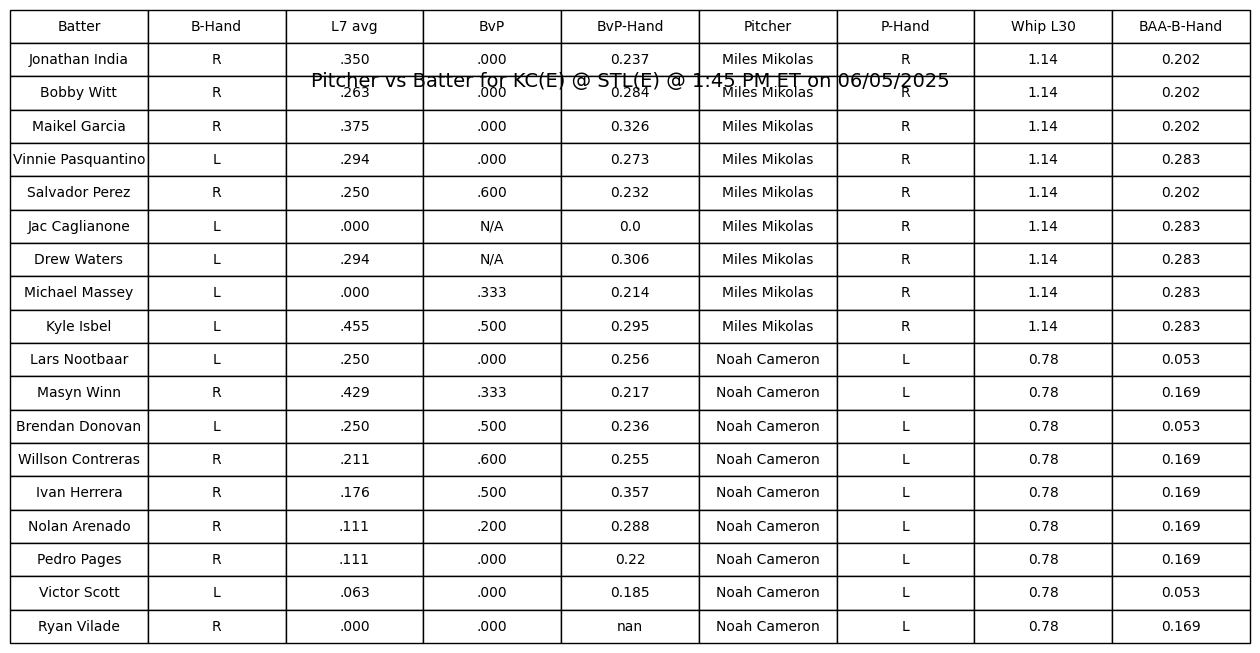 Batter B-Hand L7 avg BvP BvP-Hand Pitcher P-Hand Whip L30 BAA-B-Hand
Jonathan India R .350 .000 0.237 Miles Mikolas R 1.14 0.202
Pitcher vs Batter for KC(E) @ STL(E) @ 1:45 PM ET on 06/05/2025
Bobby Witt R .263 .000 0.284 Miles Mikolas R 1.14 0.202
Maikel Garcia R .375 .000 0.326 Miles Mikolas R 1.14 0.202
Vinnie Pasquantino L .294 .000 0.273 Miles Mikolas R 1.14 0.283
Salvador Perez R .250 .600 0.232 Miles Mikolas R 1.14 0.202
Jac Caglianone L .000 N/A 0.0 Miles Mikolas R 1.14 0.283
Drew Waters L .294 N/A 0.306 Miles Mikolas R 1.14 0.283
Michael Massey L .000 .333 0.214 Miles Mikolas R 1.14 0.283
Kyle Isbel L .455 .500 0.295 Miles Mikolas R 1.14 0.283
Lars Nootbaar L .250 .000 0.256 Noah Cameron L 0.78 0.053
Masyn Winn R .429 .333 0.217 Noah Cameron L 0.78 0.169
Brendan Donovan L .250 .500 0.236 Noah Cameron L 0.78 0.053
Willson Contreras R .211 .600 0.255 Noah Cameron L 0.78 0.169
Ivan Herrera R .176 .500 0.357 Noah Cameron L 0.78 0.169
Nolan Arenado R .111 .200 0.288 Noah Cameron L 0.78 0.169
Pedro Pages R .111 .000 0.22 Noah Cameron L 0.78 0.169
Victor Scott L .063 .000 0.185 Noah Cameron L 0.78 0.053
Ryan Vilade R .000 .000 nan Noah Cameron L 0.78 0.169